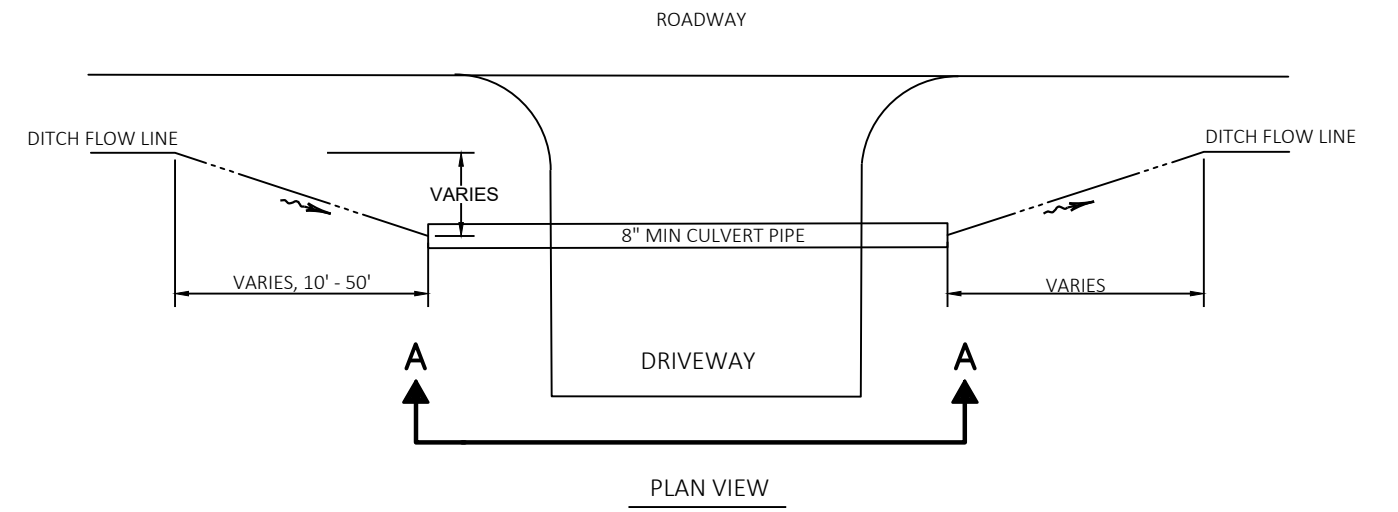 ROADWAY
DITCH FLOW LINE
DITCH FLOW LINE
VARIES
8" MIN CULVERT PIPE
VARIES, 10' - 50'
VARIES
A
A
DRIVEWAY
PLAN VIEW